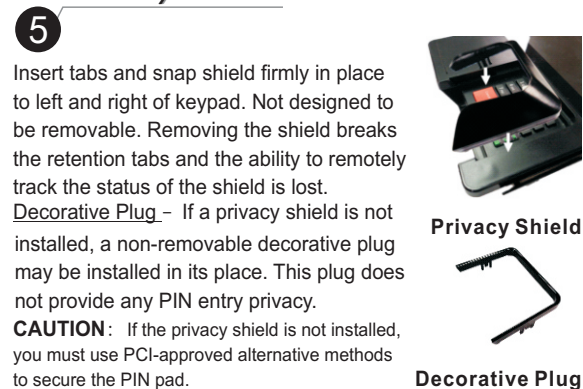 5
Insert tabs and snap shield firmly in place
to left and right of keypad. Not designed to
be removable. Removing the shield breaks
the retention tabs and the ability to remotely
track the status of the shield is lost.
Decorative Plug – If a privacy shield is not
installed, a non-removable decorative plug
may be installed in its place. This plug does
not provide any PIN entry privacy.
CAUTION: If the privacy shield is not installed,
you must use PCI-approved alternative methods
to secure the PIN pad.
Privacy Shield
Decorative Plug